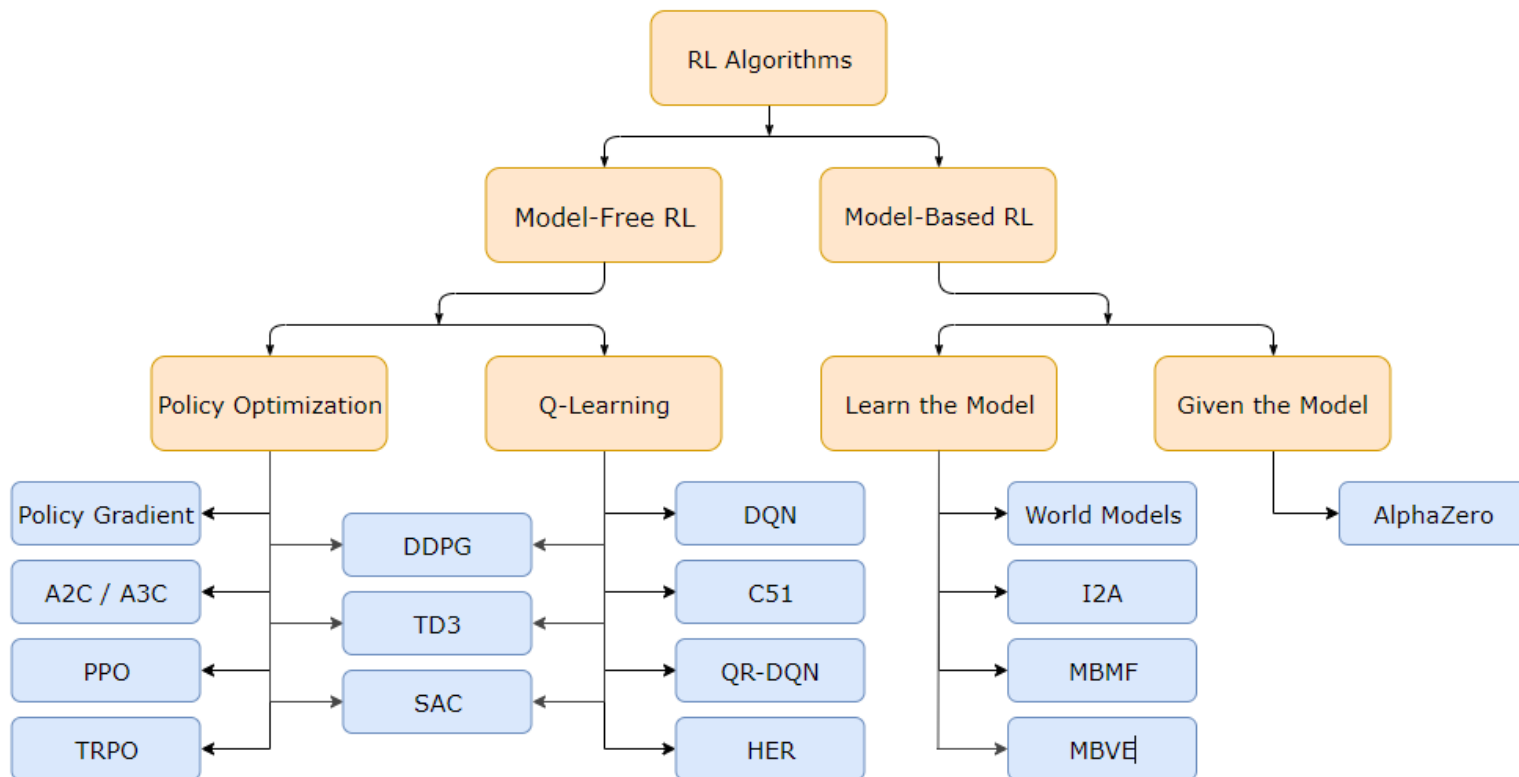 RL Algorithms
Model-Free RL
Model-Based RL
Policy Optimization
Q-Learning
Learn the Model
Given the Model
Policy Gradient
DDPG
DQN
World Models
AlphaZero
A2C / A3C
TD3
C51
I2A
PPO
SAC
QR-DQN
MBMF
TRPO
HER
MBVE